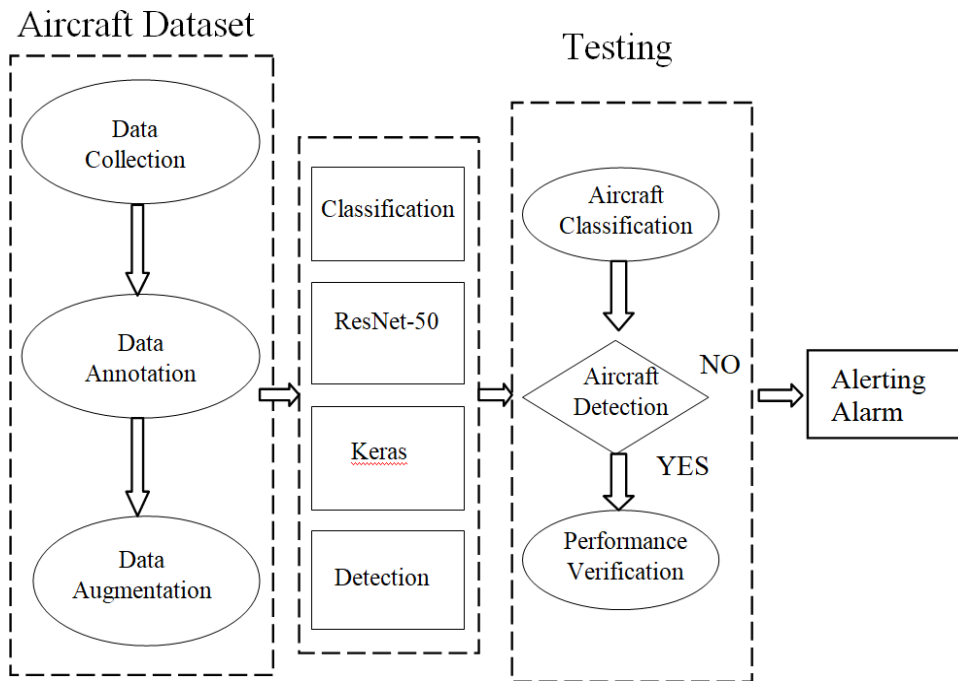 Aircraft Dataset
Data
Collection
Data
Annotation
Data
Augmentation
Classification
ResNet-50
Keras
Detection
Testing
Aircraft
Classification
Aircraft
Detection
NO
YES
Performance
Verification
Alerting
Alarm